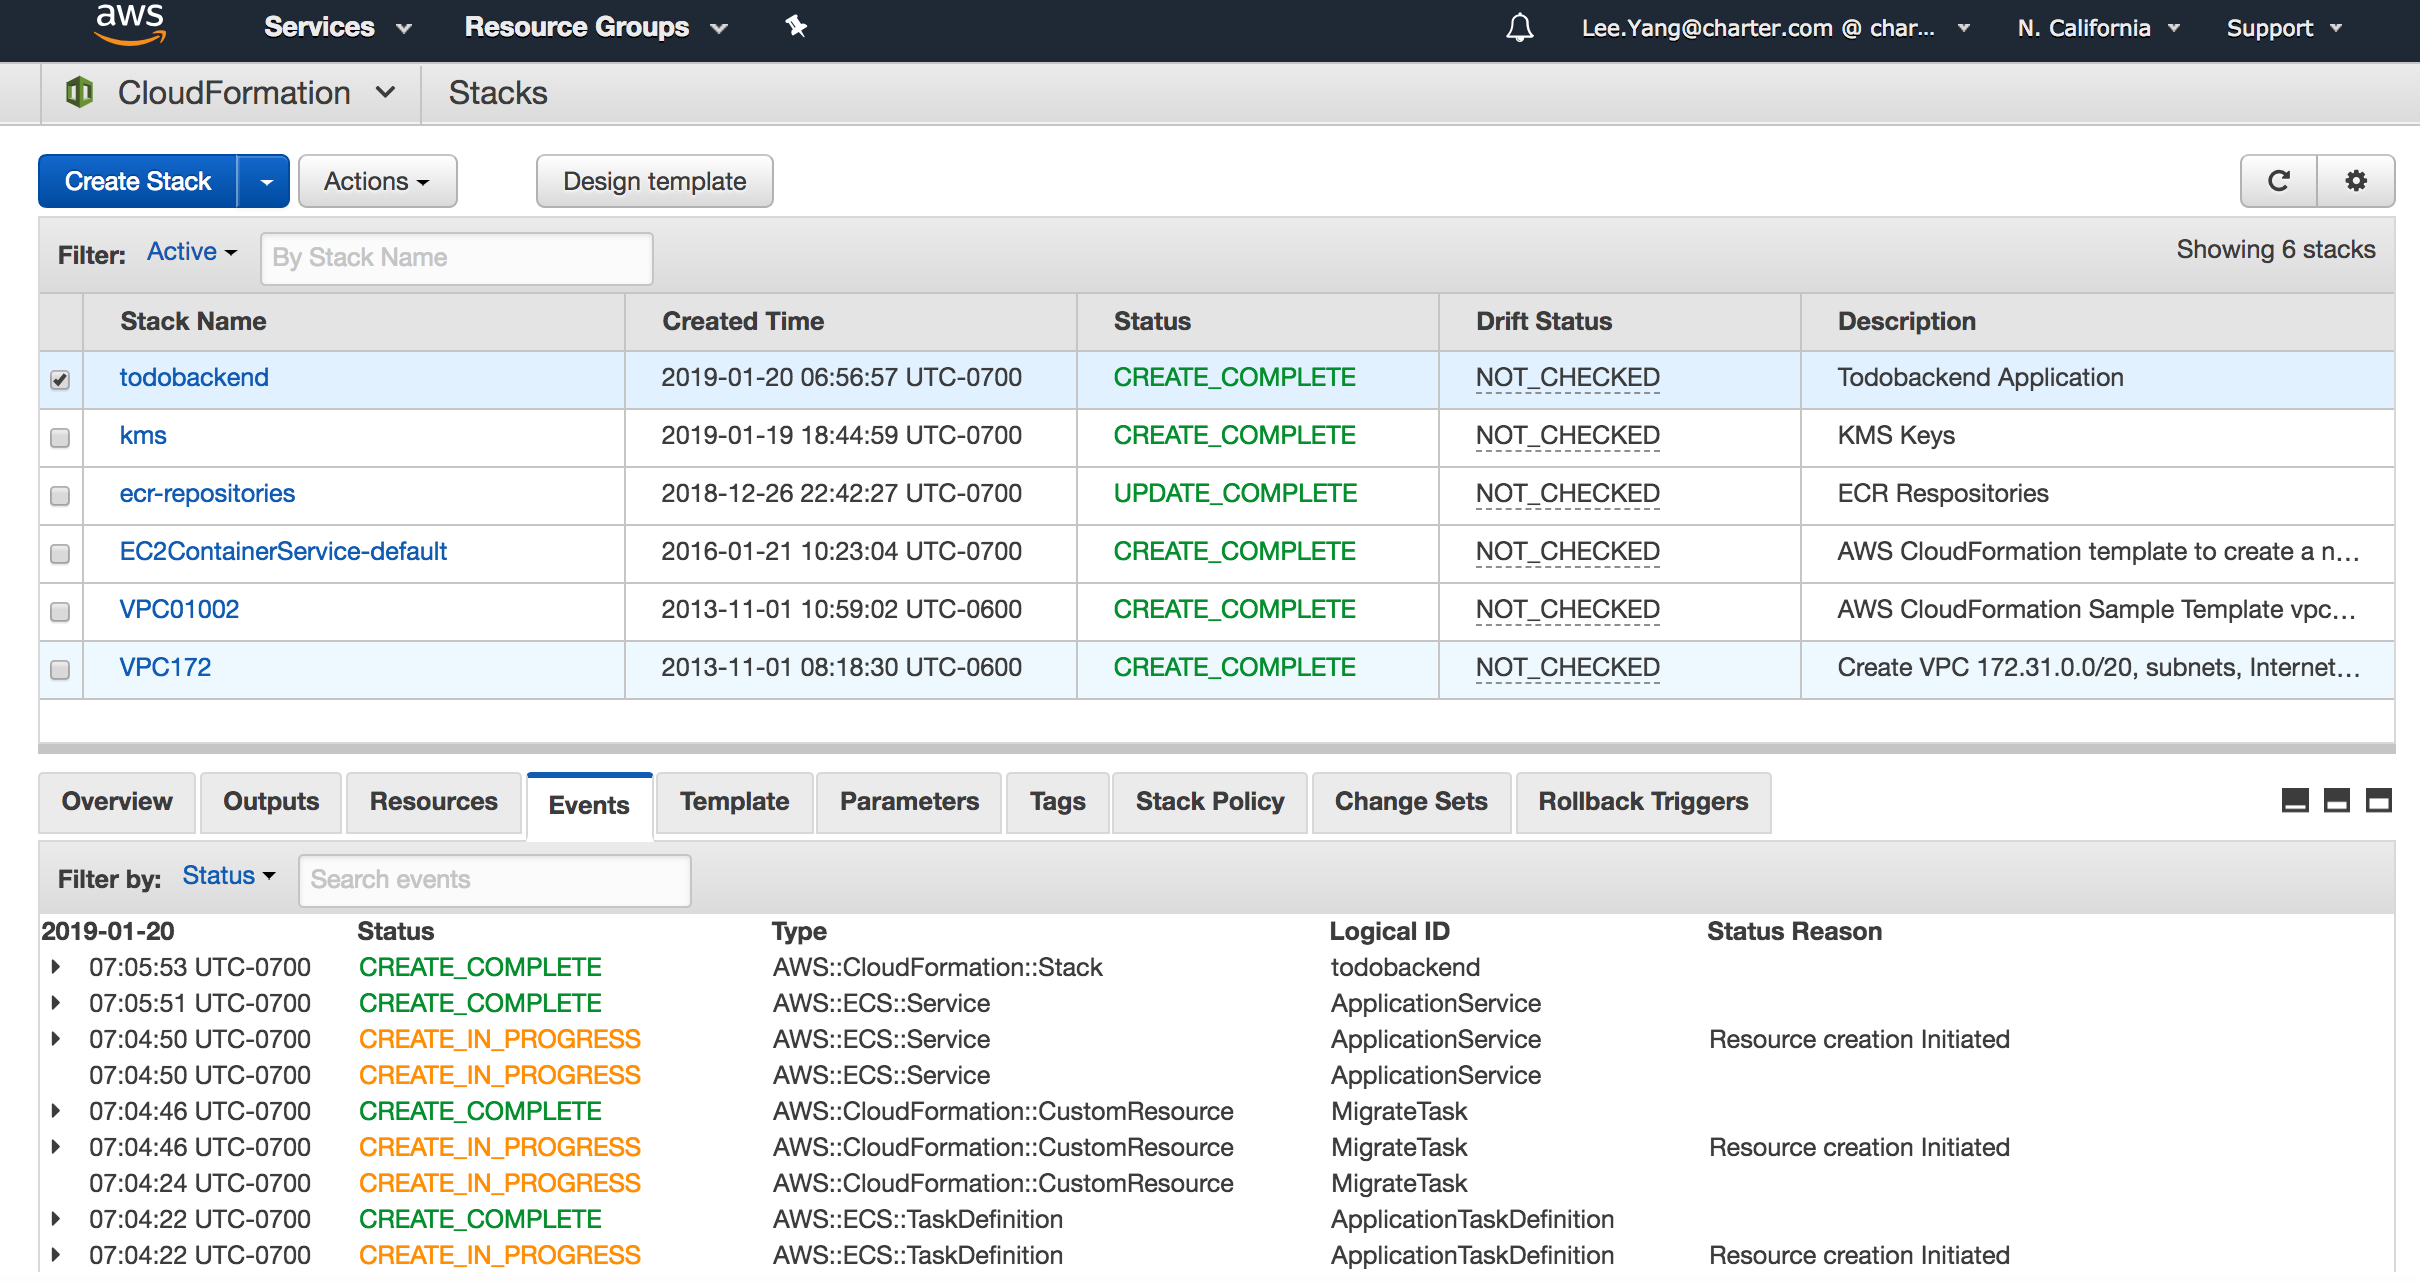 aws Services Resource Groups Lee.Yang@charter.com @ char... N. California Support
CloudFormation Stacks
Create Stack Actions Design template
Filter: Active By Stack Name Showing 6 stacks
Stack Name Created Time Status Drift Status Description
todobackend 2019-01-20 06:56:57 UTC-0700 CREATE_COMPLETE NOT_CHECKED Todobackend Application
kms 2019-01-19 18:44:59 UTC-0700 CREATE_COMPLETE NOT_CHECKED KMS Keys
ecr-repositories 2018-12-26 22:42:27 UTC-0700 UPDATE_COMPLETE NOT_CHECKED ECR Respositories
EC2ContainerService-default 2016-01-21 10:23:04 UTC-0700 CREATE_COMPLETE NOT_CHECKED AWS CloudFormation template to create a n...
VPC01002 2013-11-01 10:59:02 UTC-0600 CREATE_COMPLETE NOT_CHECKED AWS CloudFormation Sample Template vpc...
VPC172 2013-11-01 08:18:30 UTC-0600 CREATE_COMPLETE NOT_CHECKED Create VPC 172.31.0.0/20, subnets, Internet...
Overview Outputs Resources Events Template Parameters Tags Stack Policy Change Sets Rollback Triggers
Filter by: Status Search events
2019-01-20 Status Type Logical ID Status Reason
07:05:53 UTC-0700 CREATE_COMPLETE AWS::CloudFormation::Stack todobackend
07:05:51 UTC-0700 CREATE_COMPLETE AWS::ECS::Service ApplicationService
07:04:50 UTC-0700 CREATE_IN_PROGRESS AWS::ECS::Service ApplicationService Resource creation Initiated
07:04:50 UTC-0700 CREATE_IN_PROGRESS AWS::ECS::Service ApplicationService
07:04:46 UTC-0700 CREATE_COMPLETE AWS::CloudFormation::CustomResource MigrateTask
07:04:46 UTC-0700 CREATE_IN_PROGRESS AWS::CloudFormation::CustomResource MigrateTask Resource creation Initiated
07:04:24 UTC-0700 CREATE_IN_PROGRESS AWS::CloudFormation::CustomResource MigrateTask
07:04:22 UTC-0700 CREATE_COMPLETE AWS::ECS::TaskDefinition ApplicationTaskDefinition
07:04:22 UTC-0700 CREATE_IN_PROGRESS AWS::ECS::TaskDefinition ApplicationTaskDefinition Resource creation Initiated